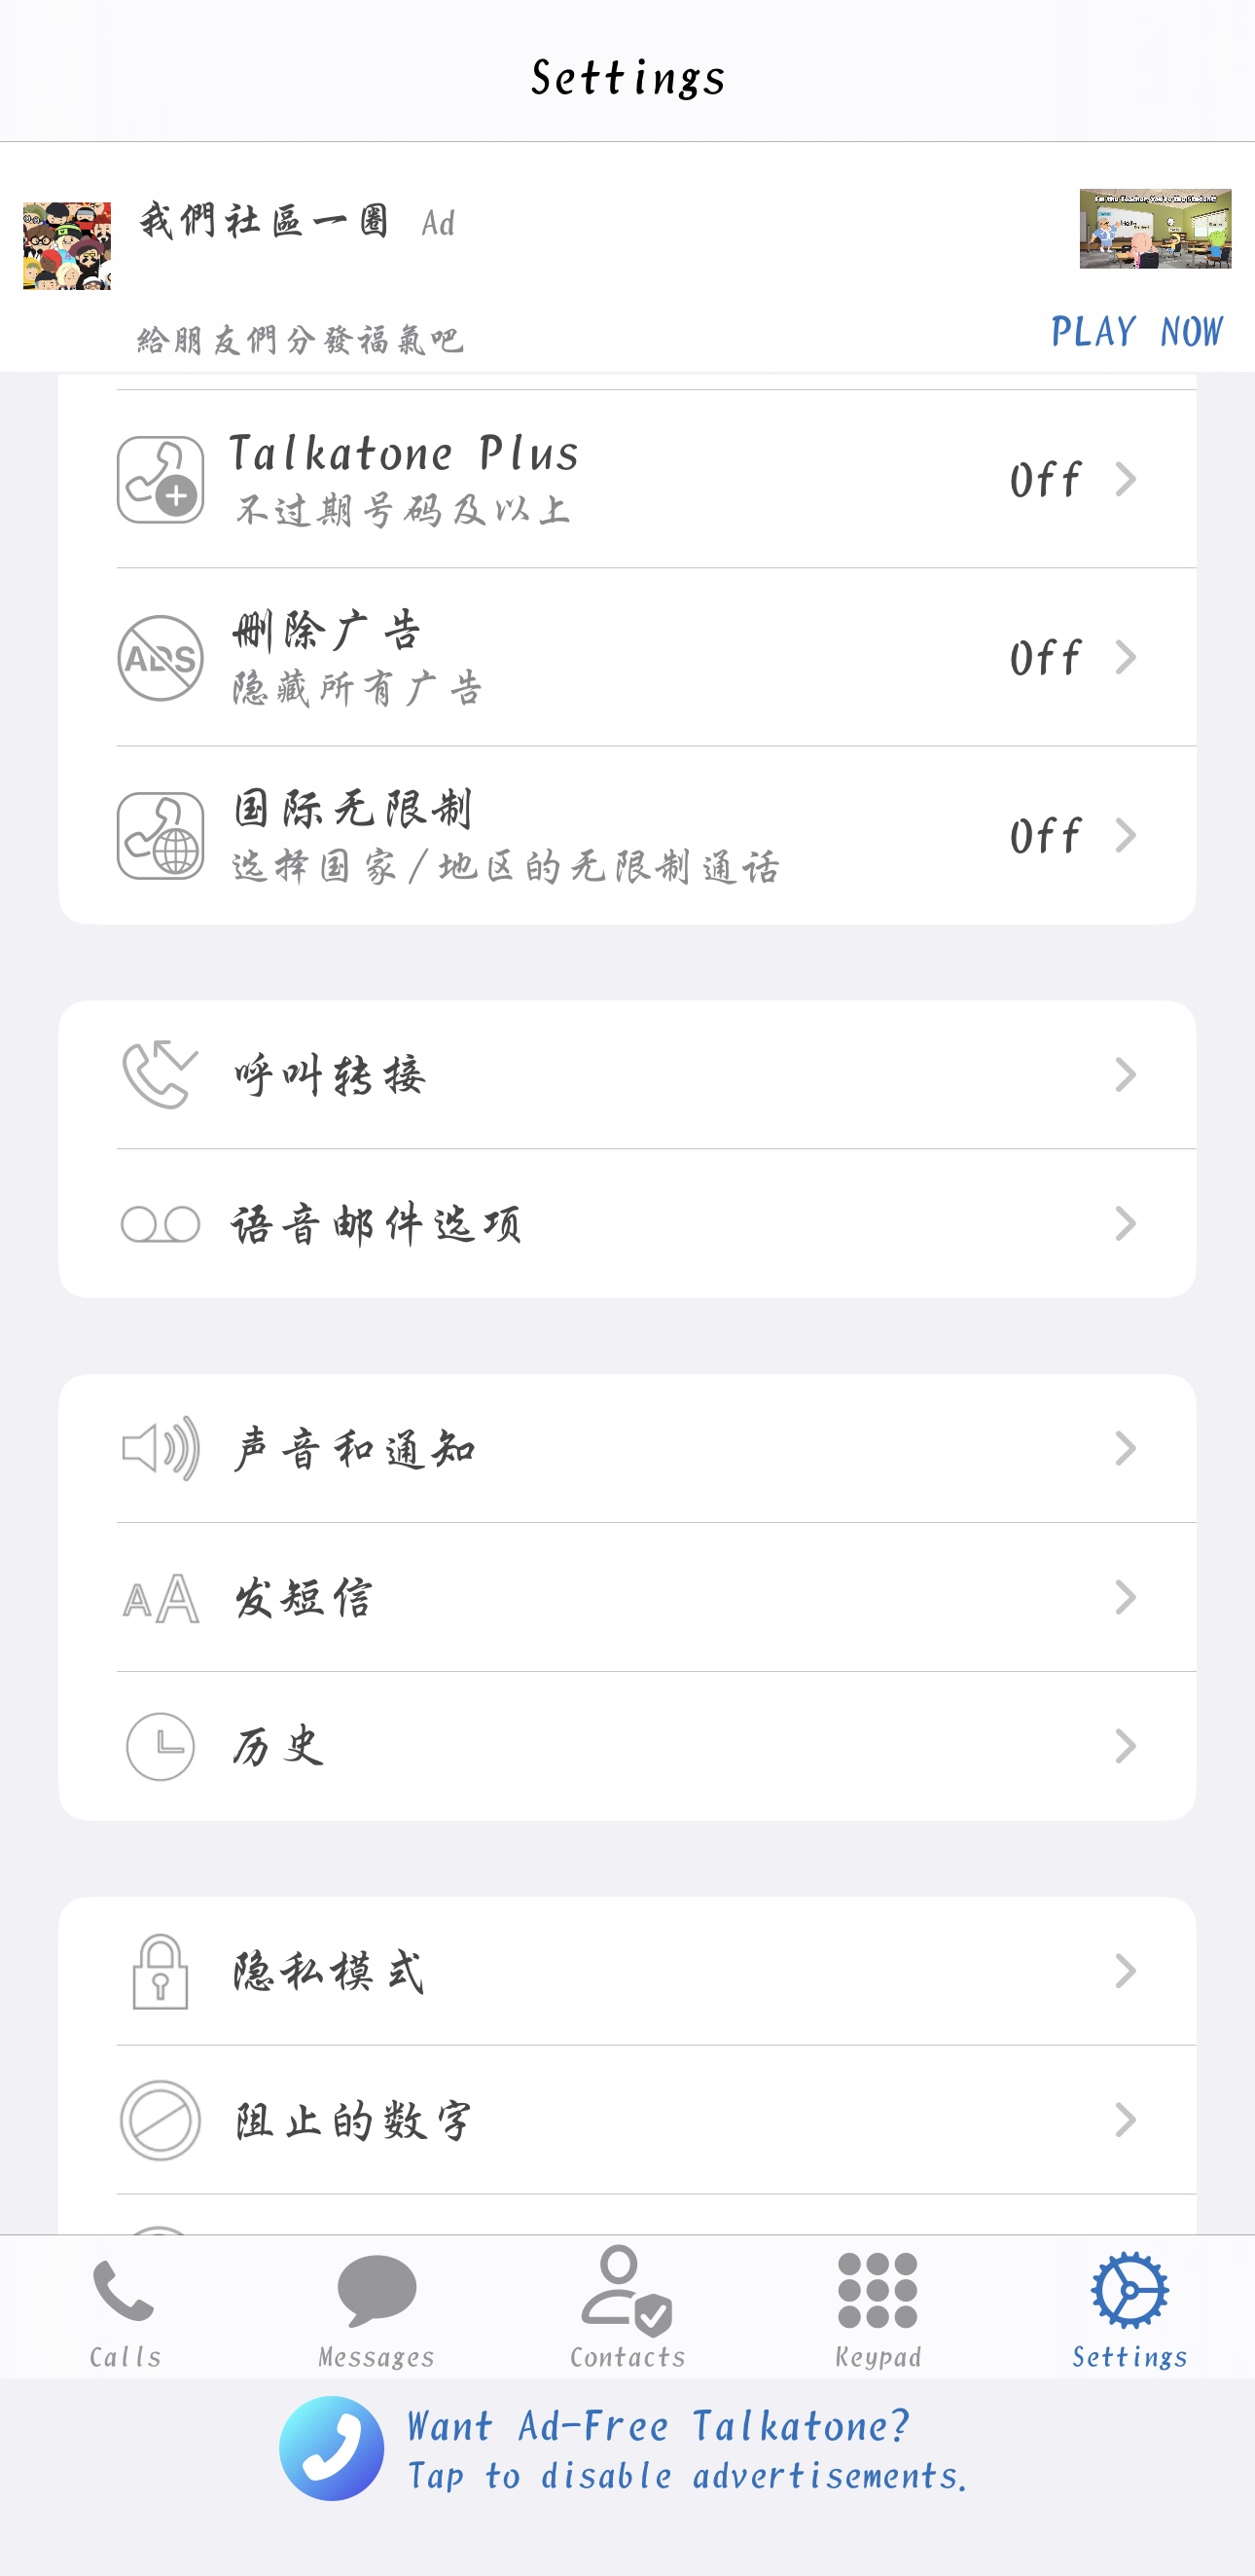 Settings
我們社區一圈 Ad
給朋友們分發福氣吧
PLAY NOW
Talkatone Plus
不过期号码及以上
Off
ADS
删除广告
隐藏所有广告
Off
国际无限制
选择国家/地区的无限制通话
Off
呼叫转接
语音邮件选项
声音和通知
AA
发短信
历史
隐私模式
阻止的数字
Calls
Messages
Contacts
Keypad
Settings
Want Ad-Free Talkatone?
Tap to disable advertisements.